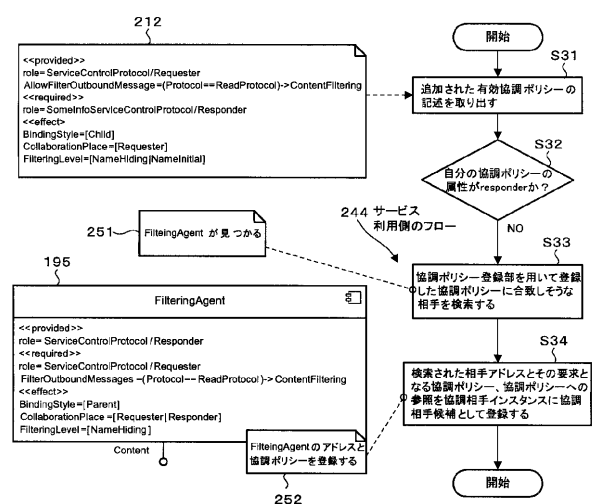 212
<<provided>>
role=ServiceControlProtocol/Requester
AllowFilterOutboundMessage=(Protocol==ReadProtocol)->ContentFiltering
<<required>>
role=SomeInfoServiceControlProtocol/Responder
<<effect>>
BindingStyle=[Child]
CollaborationPlace=[Requester]
FilteringLevel=[NameHiding|NameInitial]
開始
S31
追加された有効協調ポリシーの
記述を取り出す
S32
自分の協調ポリシーの
属性がresponderか?
NO
244 サービス
利用側のフロー
251
FilteingAgent が見つかる
S33
協調ポリシー登録部を用いて登録
した協調ポリシーに合致しそうな
相手を検索する
195
FilteringAgent
<<provided>>
role= ServiceControlProtocol/Responder
<<required>>
role= ServiceControlProtocol/Requester
FilterOutboundMessages=(Protocol==ReadProtocol)->ContentFiltering
<<effect>>
BindingStyle=[Parent]
CollaborationPlace=[Requester|Responder]
FilteringLevel=[NameHiding]
Content
S34
検索された相手アドレスとその要求
となる協調ポリシー、協調ポリシーへの
参照を協調相手インスタンスに協調
相手候補として登録する
FilteingAgentのアドレスと
協調ポリシーを登録する
252
開始